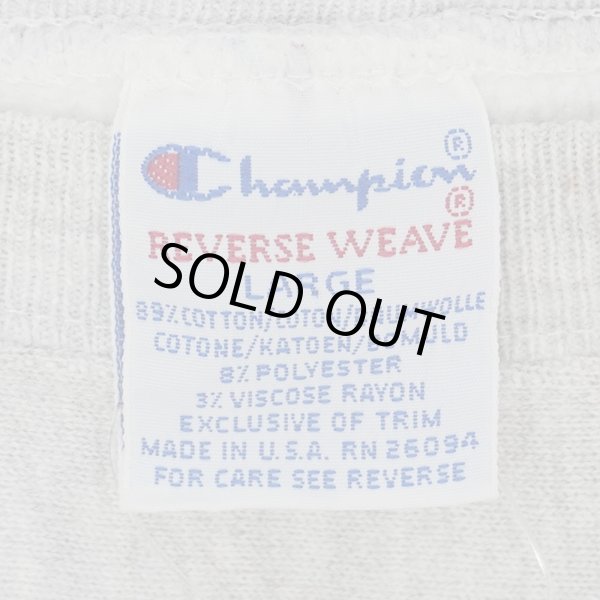 Champion ®
REVERSE WEAVE ®
LARGE
SOLD OUT
89% COTTON/COTON/BAUMWOLLE
COTONE/KATOEN/BOMULD
8% POLYESTER
3% VISCOSE RAYON
EXCLUSIVE OF TRIM
MADE IN U.S.A. RN 26094
FOR CARE SEE REVERSE